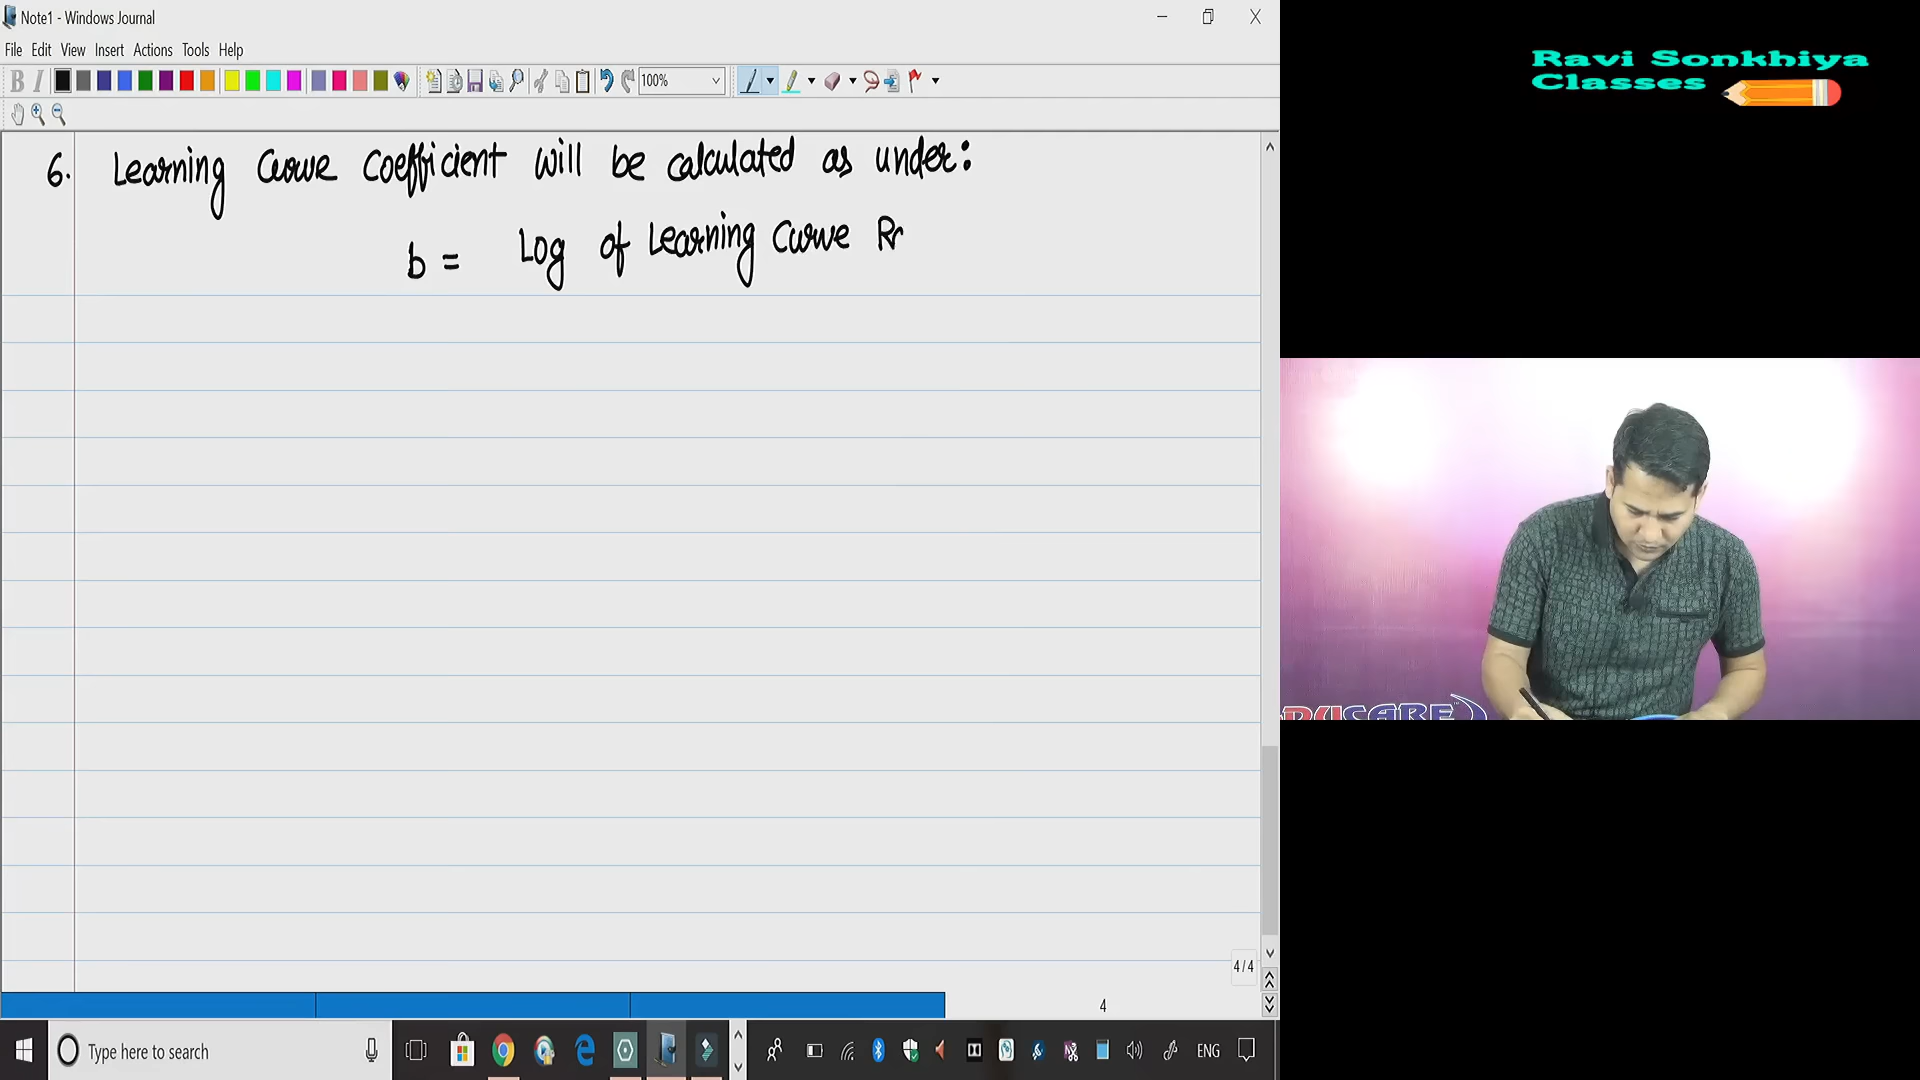 Note1 - Windows Journal
File Edit View Insert Actions Tools Help
B I
100%
Ravi Sonkhiya
Classes
6. Learning Curve Coefficient will be calculated as under:
b = Log of Learning Curve
4/4
4
Type here to search
ENG